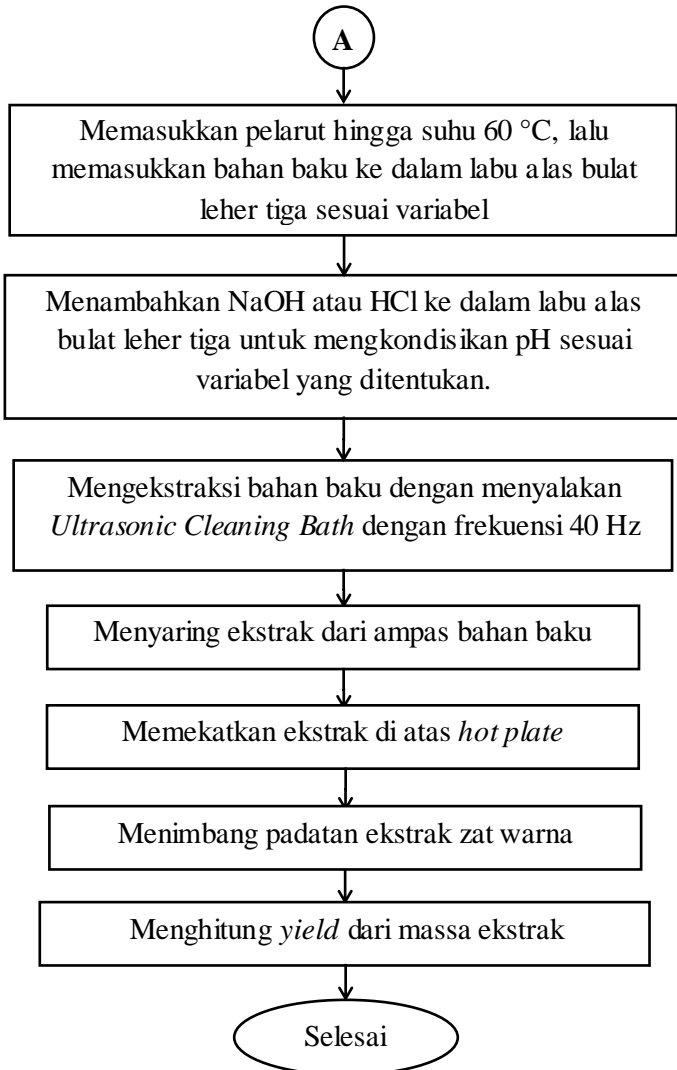 A
Memasukkan pelarut hingga suhu 60 °C, lalu
memasukkan bahan baku ke dalam labu alas bulat
leher tiga sesuai variabel
Menambahkan NaOH atau HCl ke dalam labu alas
bulat leher tiga untuk mengkondisikan pH sesuai
variabel yang ditentukan.
Mengekstraksi bahan baku dengan menyalakan
Ultrasonic Cleaning Bath dengan frekuensi 40 Hz
Menyaring ekstrak dari ampas bahan baku
Memekatkan ekstrak di atas hot plate
Menimbang padatan ekstrak zat warna
Menghitung yield dari massa ekstrak
Selesai